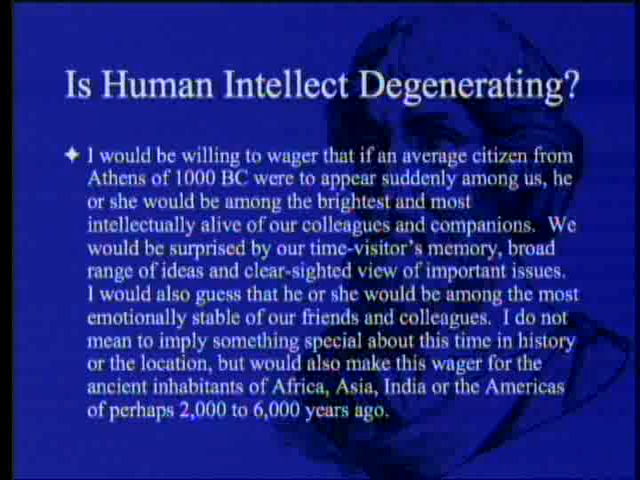 Is Human Intellect Degenerating?
✦ I would be willing to wager that if an average citizen from
Athens of 1000 BC were to appear suddenly among us, he
or she would be among the brightest and most
intellectually alive of our colleagues and companions. We
would be surprised by our time-visitor's memory, broad
range of ideas and clear-sighted view of important issues.
I would also guess that he or she would be among the most
emotionally stable of our friends and colleagues. I do not
mean to imply something special about this time in history
or the location, but would also make this wager for the
ancient inhabitants of Africa, Asia, India or the Americas
of perhaps 2,000 to 6,000 years ago.